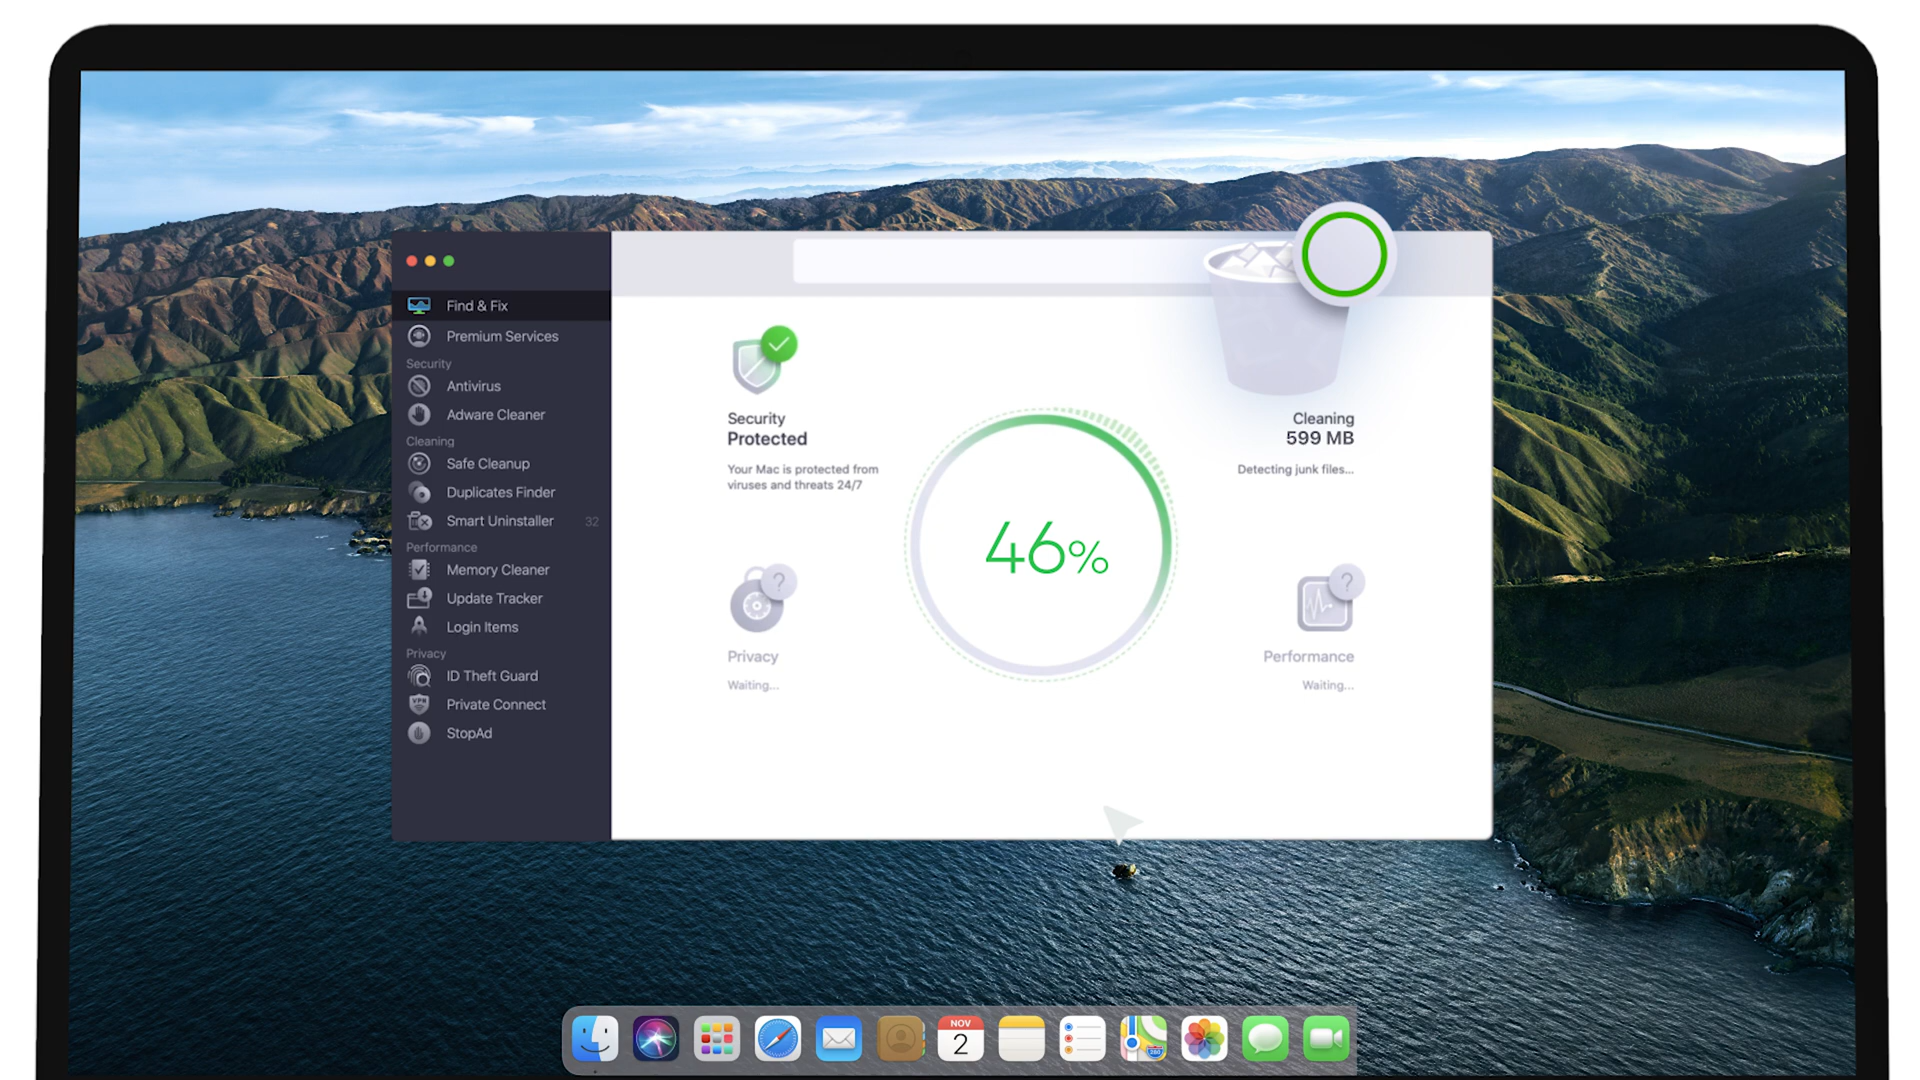 Find & Fix
Premium Services
Security
Antivirus
Adware Cleaner
Cleaning
Safe Cleanup
Duplicates Finder
Smart Uninstaller 32
Performance
Memory Cleaner
Update Tracker
Login Items
Privacy
ID Theft Guard
VPN
Private Connect
StopAd
Security
Protected
Your Mac is protected from
viruses and threats 24/7
Cleaning
599 MB
Detecting junk files...
46%
?
Privacy
Waiting...
?
Performance
Waiting...
NOV
2
280